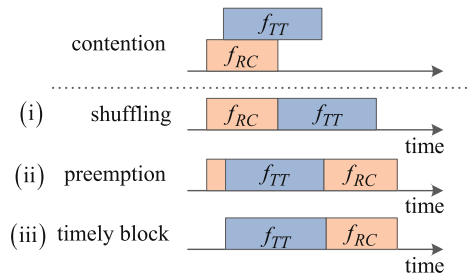 f_TT
contention f_RC
(i) shuffling f_RC f_TT
time
(ii) preemption f_TT f_RC
time
(iii) timely block f_TT f_RC
time